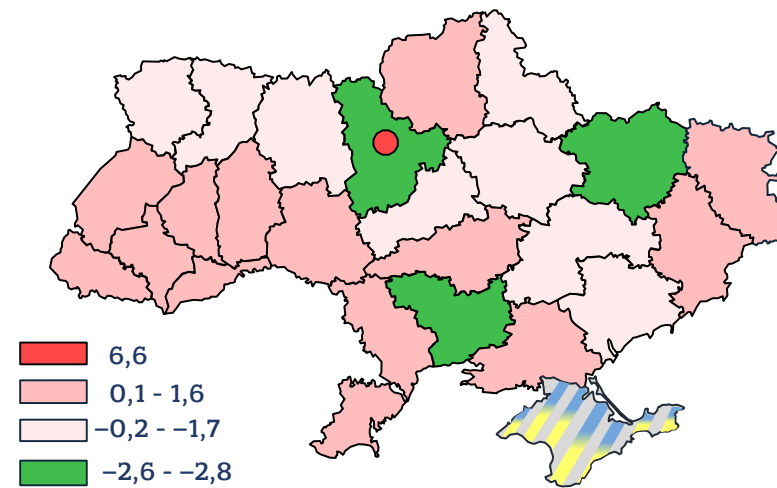 6,6
0,1 - 1,6
–0,2 - –1,7
–2,6 - –2,8